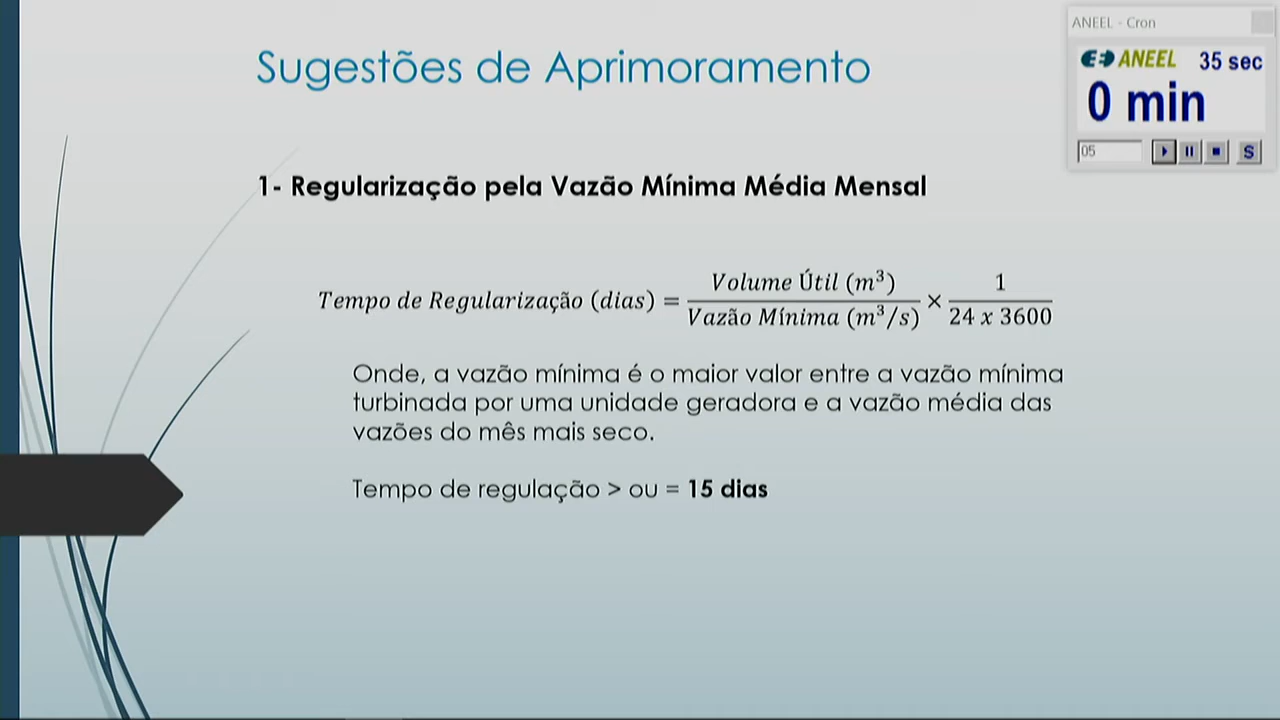 Sugestões de Aprimoramento
ANEEL - Cron
ANEEL 35 sec
0 min
05
S
1- Regularização pela Vazão Mínima Média Mensal
Tempo de Regularização (dias) = Volume Útil (m³) / Vazão Mínima (m³/s) × 1 / 24 x 3600
Onde, a vazão mínima é o maior valor entre a vazão mínima
turbinada por uma unidade geradora e a vazão média das
vazões do mês mais seco.
Tempo de regulação > ou = 15 dias